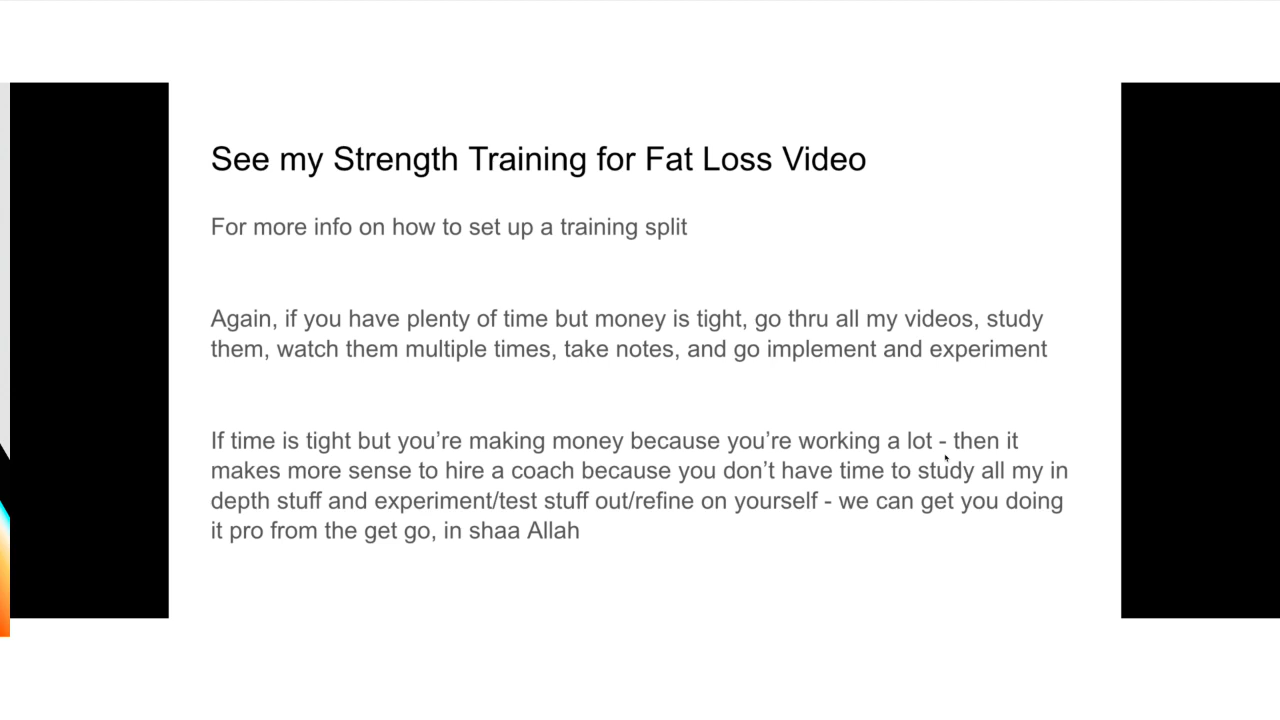 See my Strength Training for Fat Loss Video
For more info on how to set up a training split
Again, if you have plenty of time but money is tight, go thru all my videos, study
them, watch them multiple times, take notes, and go implement and experiment
If time is tight but you’re making money because you’re working a lot - then it
makes more sense to hire a coach because you don’t have time to study all my in
depth stuff and experiment/test stuff out/refine on yourself - we can get you doing
it pro from the get go, in shaa Allah